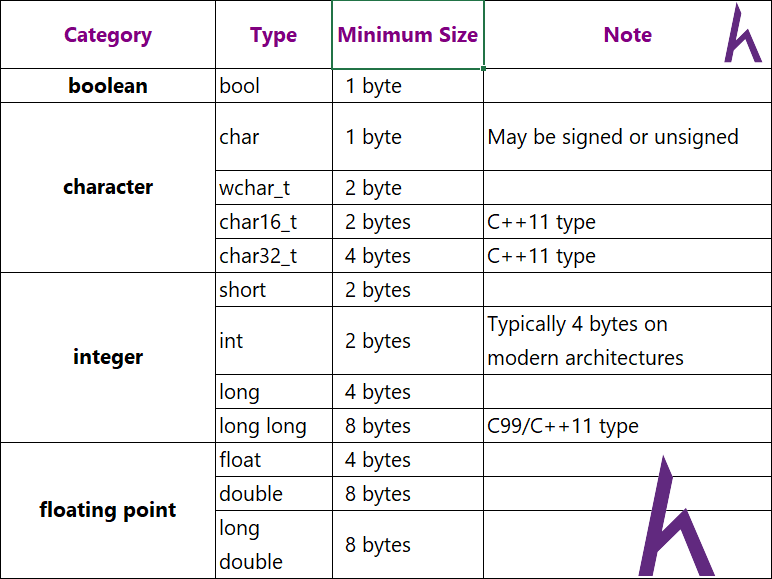 Category Type Minimum Size Note
boolean bool 1 byte
character char 1 byte May be signed or unsigned
wchar_t 2 byte
char16_t 2 bytes C++11 type
char32_t 4 bytes C++11 type
integer short 2 bytes
int 2 bytes Typically 4 bytes on
modern architectures
long 4 bytes
long long 8 bytes C99/C++11 type
floating point float 4 bytes
double 8 bytes
long
double 8 bytes